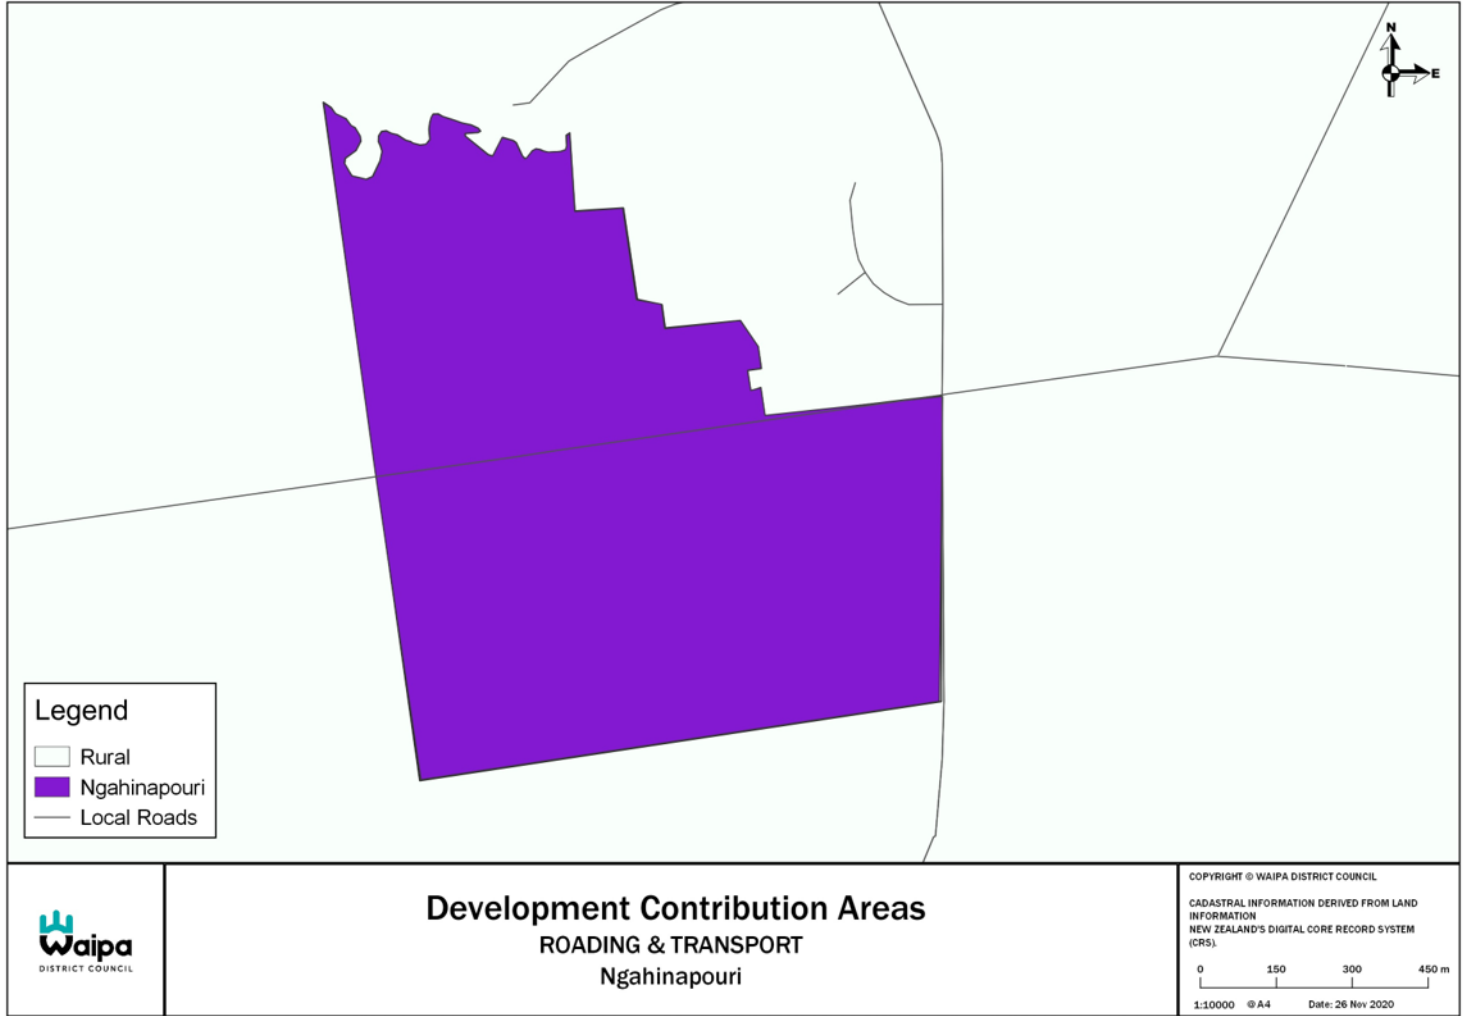 N
E
Legend
Rural
Ngahinapouri
Local Roads
Waipa
DISTRICT COUNCIL
Development Contribution Areas
ROADING & TRANSPORT
Ngahinapouri
COPYRIGHT © WAIPA DISTRICT COUNCIL
CADASTRAL INFORMATION DERIVED FROM LAND
INFORMATION
NEW ZEALAND'S DIGITAL CORE RECORD SYSTEM
(CRS).
0 150 300 450 m
1:10000 @ A4 Date: 26 Nov 2020